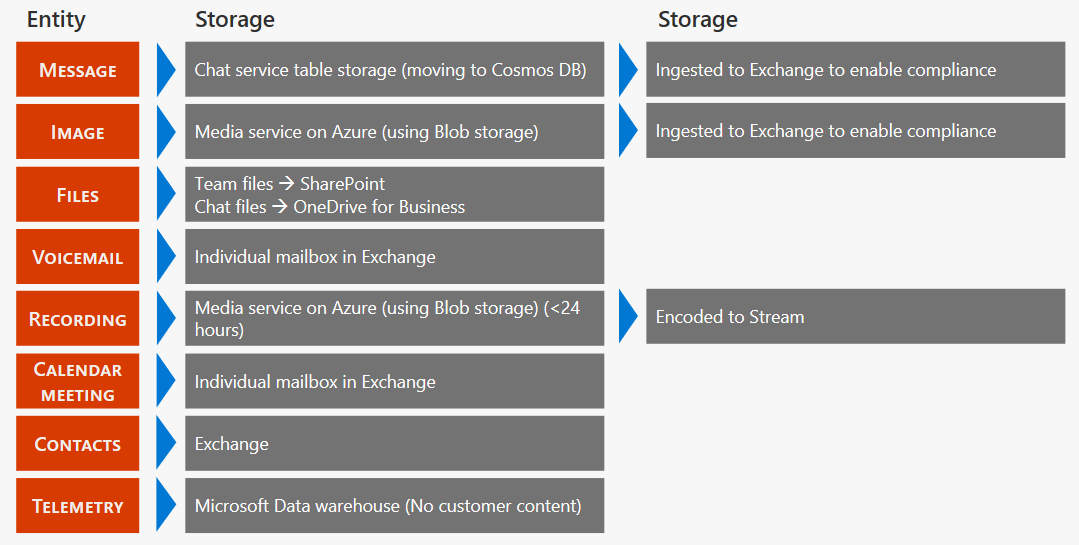 Entity Storage Storage
MESSAGE Chat service table storage (moving to Cosmos DB) Ingested to Exchange to enable compliance
IMAGE Media service on Azure (using Blob storage) Ingested to Exchange to enable compliance
FILES
Team files → SharePoint
Chat files → OneDrive for Business
VOICEMAIL Individual mailbox in Exchange
RECORDING
Media service on Azure (using Blob storage) (<24
hours)
Encoded to Stream
CALENDAR
MEETING
Individual mailbox in Exchange
CONTACTS Exchange
TELEMETRY Microsoft Data warehouse (No customer content)